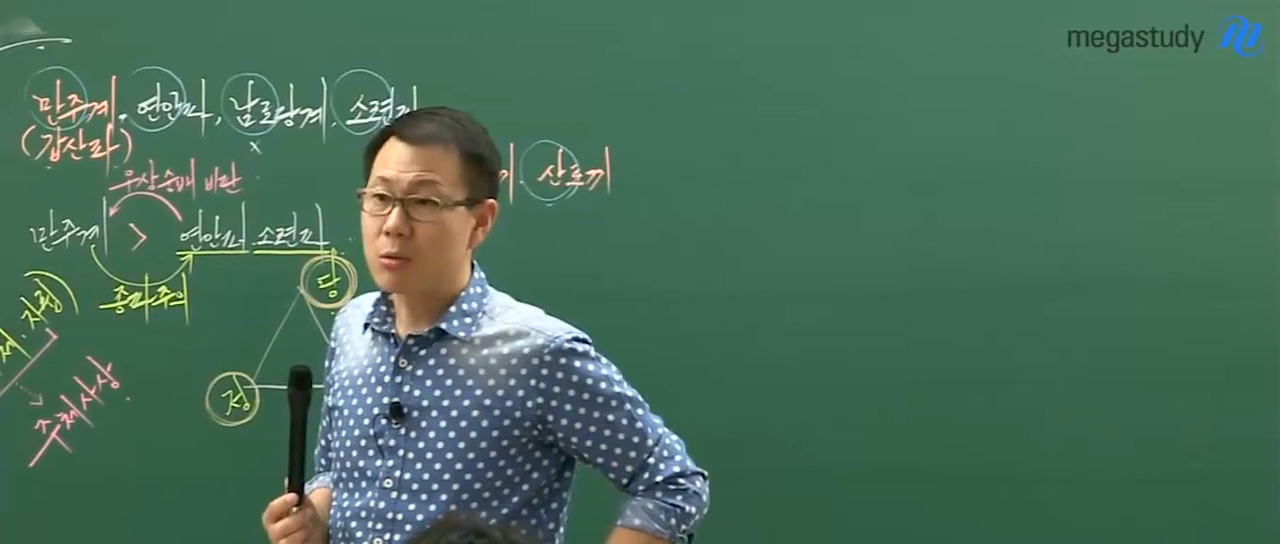 megastudy
만주계, 연안파, 남로당계, 소련파
(갑산파)
산토끼
우상숭배 비판
만주계 > 연안파 소련파
종파주의
당
정
주체사상